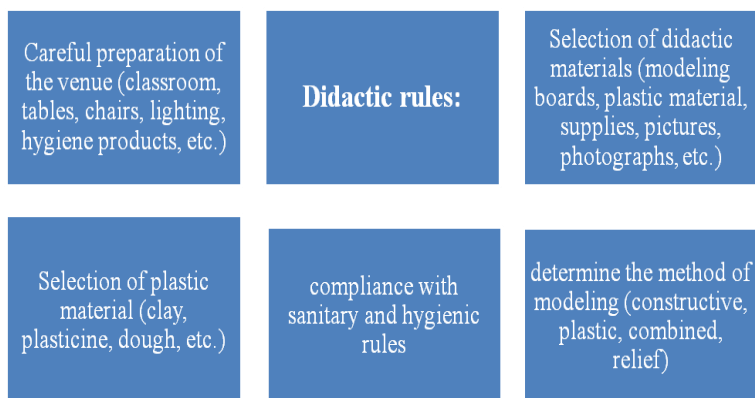 Careful preparation of
the venue (classroom,
tables, chairs, lighting,
hygiene products, etc.)
Didactic rules:
Selection of didactic
materials (modeling
boards, plastic material,
supplies, pictures,
photographs, etc.)
Selection of plastic
material (clay,
plasticine, dough, etc.)
compliance with
sanitary and hygienic
rules
determine the method of
modeling (constructive,
plastic, combined,
relief)